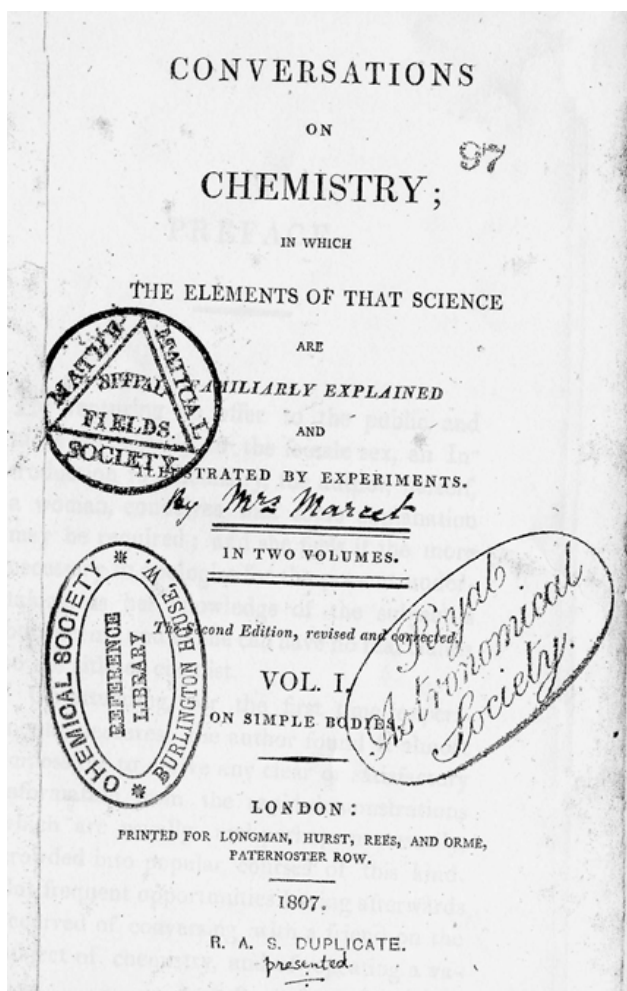 CONVERSATIONS
ON
97
CHEMISTRY;
IN WHICH
THE ELEMENTS OF THAT SCIENCE
ARE
FAMILIARLY EXPLAINED
AND
ILLUSTRATED BY EXPERIMENTS.
By Mrs Marcet
IN TWO VOLUMES.
The Second Edition, revised and corrected.
VOL. I.
ON SIMPLE BODIES.
LONDON:
PRINTED FOR LONGMAN, HURST, REES, AND ORME,
PATERNOSTER ROW.
1807.
R. A. S. DUPLICATE.
presented.
MATHEMATICAL
SPITAL
FIELDS
SOCIETY
CHEMICAL SOCIETY
BURLINGTON HOUSE, W.
REFERENCE
LIBRARY
Royal
Astronomical
Society.
PREFACE